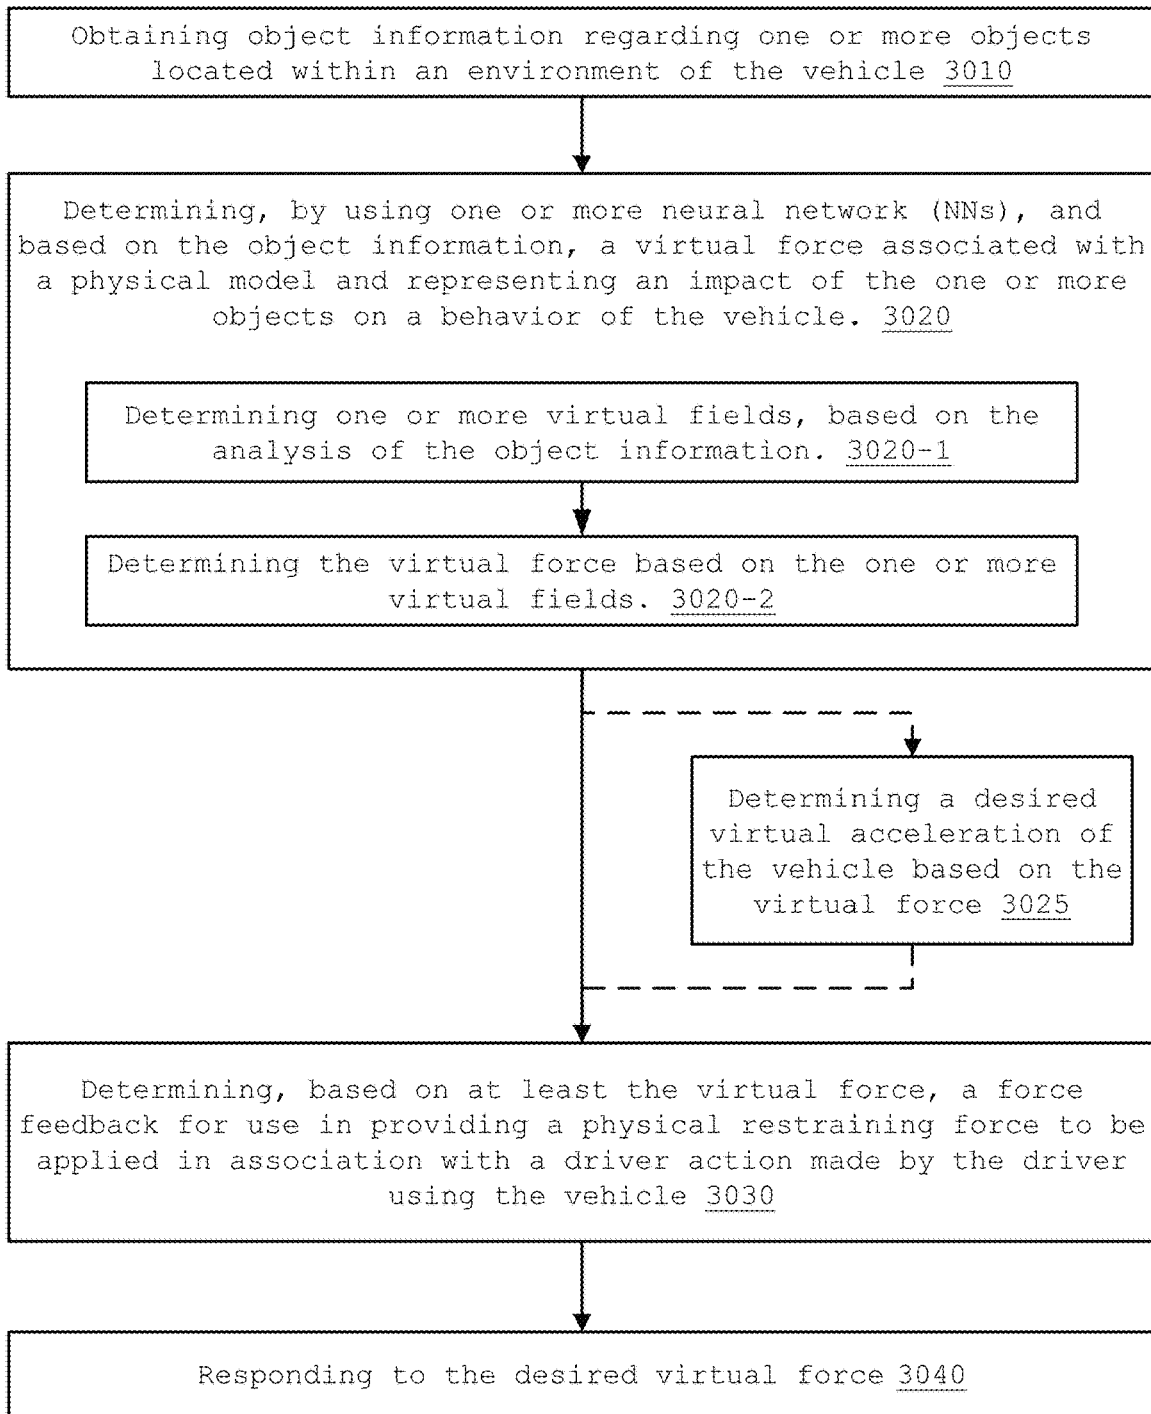 Obtaining object information regarding one or more objects
located within an environment of the vehicle 3010
Determining, by using one or more neural network (NNs), and
based on the object information, a virtual force associated with
a physical model and representing an impact of the one or more
objects on a behavior of the vehicle. 3020
Determining one or more virtual fields, based on the
analysis of the object information. 3020-1
Determining the virtual force based on the one or more
virtual fields. 3020-2
Determining a desired
virtual acceleration of
the vehicle based on the
virtual force 3025
Determining, based on at least the virtual force, a force
feedback for use in providing a physical restraining force to be
applied in association with a driver action made by the driver
using the vehicle 3030
Responding to the desired virtual force 3040